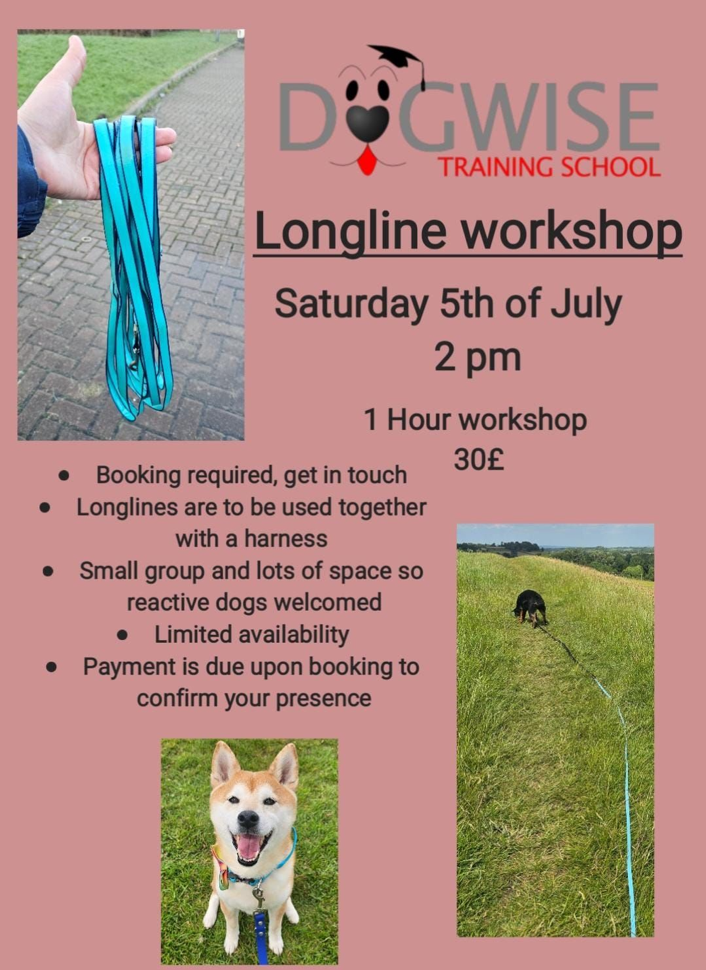 DOGWISE
TRAINING SCHOOL
Longline workshop
Saturday 5th of July
2 pm
1 Hour workshop
30£
● Booking required, get in touch
● Longlines are to be used together
with a harness
● Small group and lots of space so
reactive dogs welcomed
● Limited availability
● Payment is due upon booking to
confirm your presence